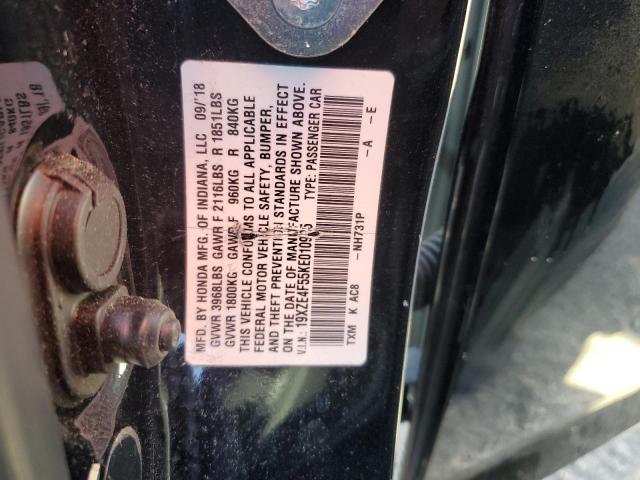 MFD. BY HONDA MFG. OF INDIANA, LLC 09/18
GVWR 3968LBS GAWR F 2116LBS R 1851LBS
GVWR 1800KG GAWR F 960KG R 840KG
THIS VEHICLE CONFORMS TO ALL APPLICABLE
FEDERAL MOTOR VEHICLE SAFETY, BUMPER,
AND THEFT PREVENTION STANDARDS IN EFFECT
ON THE DATE OF MANUFACTURE SHOWN ABOVE.
V.I.N.: TYPE: PASSENGER CAR
TXM K AC8 -NH731P -A -E